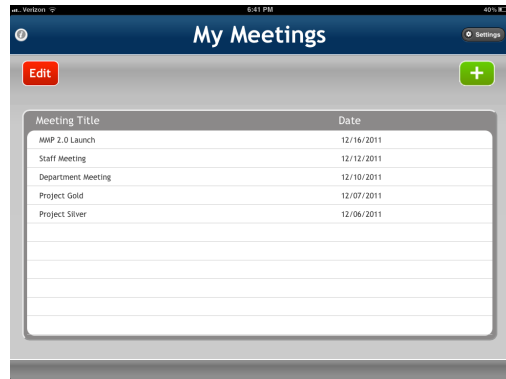 Verizon 6:41 PM 40%
My Meetings
Settings
Edit
+
Meeting Title Date
MMP 2.0 Launch 12/16/2011
Staff Meeting 12/12/2011
Department Meeting 12/10/2011
Project Gold 12/07/2011
Project Silver 12/06/2011